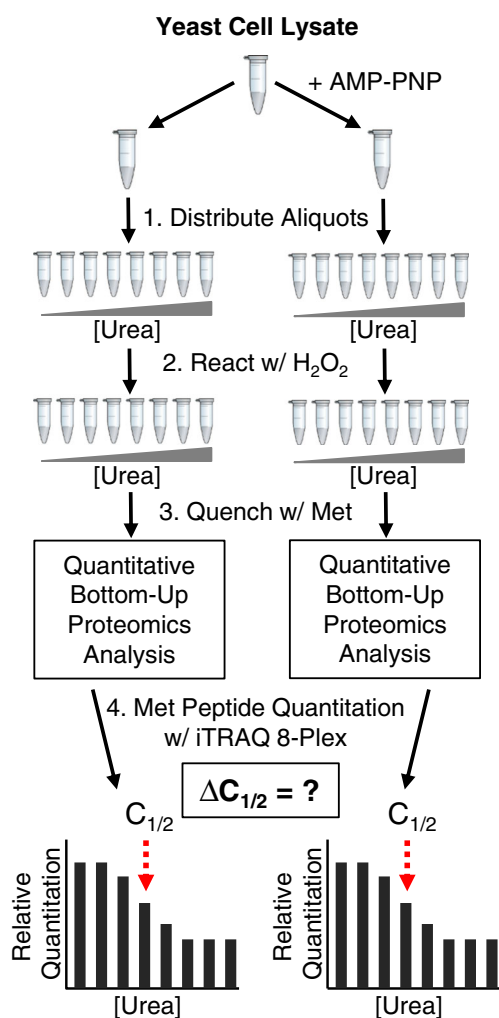 Yeast Cell Lysate
+ AMP-PNP
1. Distribute Aliquots
[Urea] [Urea]
2. React w/ H₂O₂
[Urea] [Urea]
3. Quench w/ Met
Quantitative
Bottom-Up
Proteomics
Analysis
Quantitative
Bottom-Up
Proteomics
Analysis
4. Met Peptide Quantitation
w/ iTRAQ 8-Plex
ΔC₁/₂ = ?
C₁/₂ C₁/₂
Relative
Quantitation
[Urea]
Relative
Quantitation
[Urea]